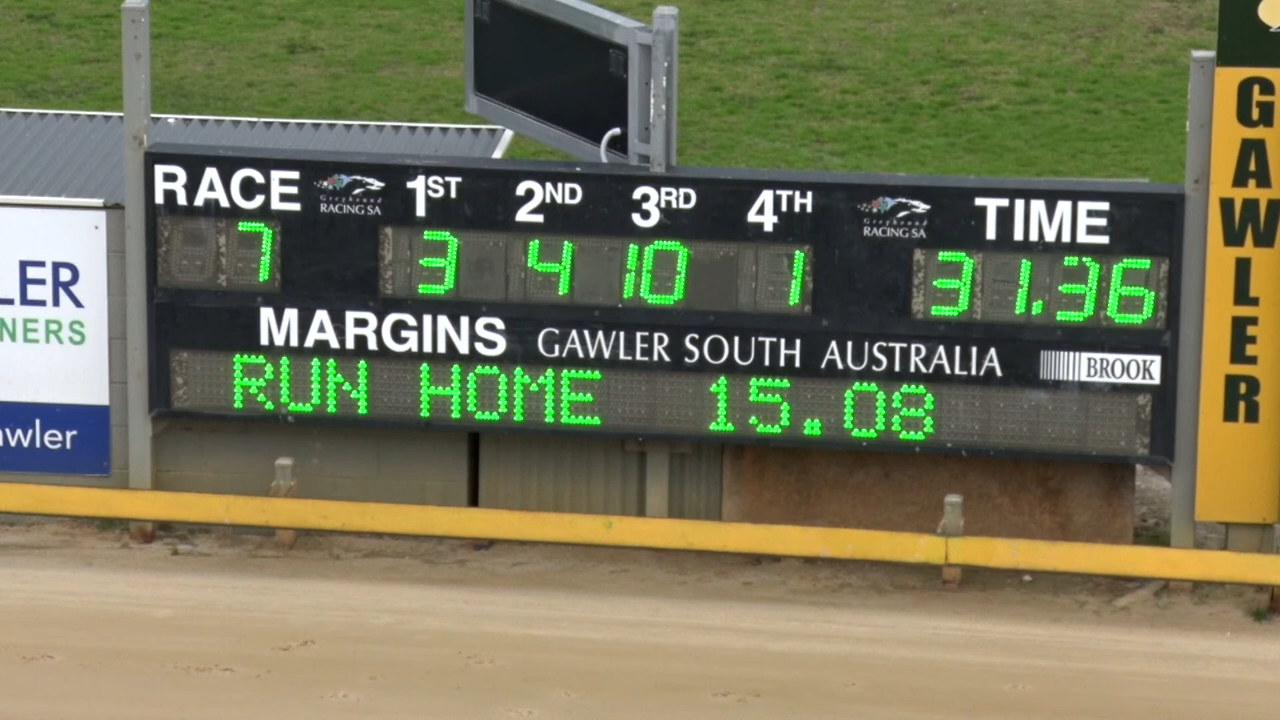 RACE 1ST 2ND 3RD 4TH TIME
Greyhound RACING SA
Greyhound RACING SA
7 3 4 10 1 31.36
MARGINS GAWLER SOUTH AUSTRALIA BROOK
RUN HOME 15.08
LER
NERS
awler
GAWLER